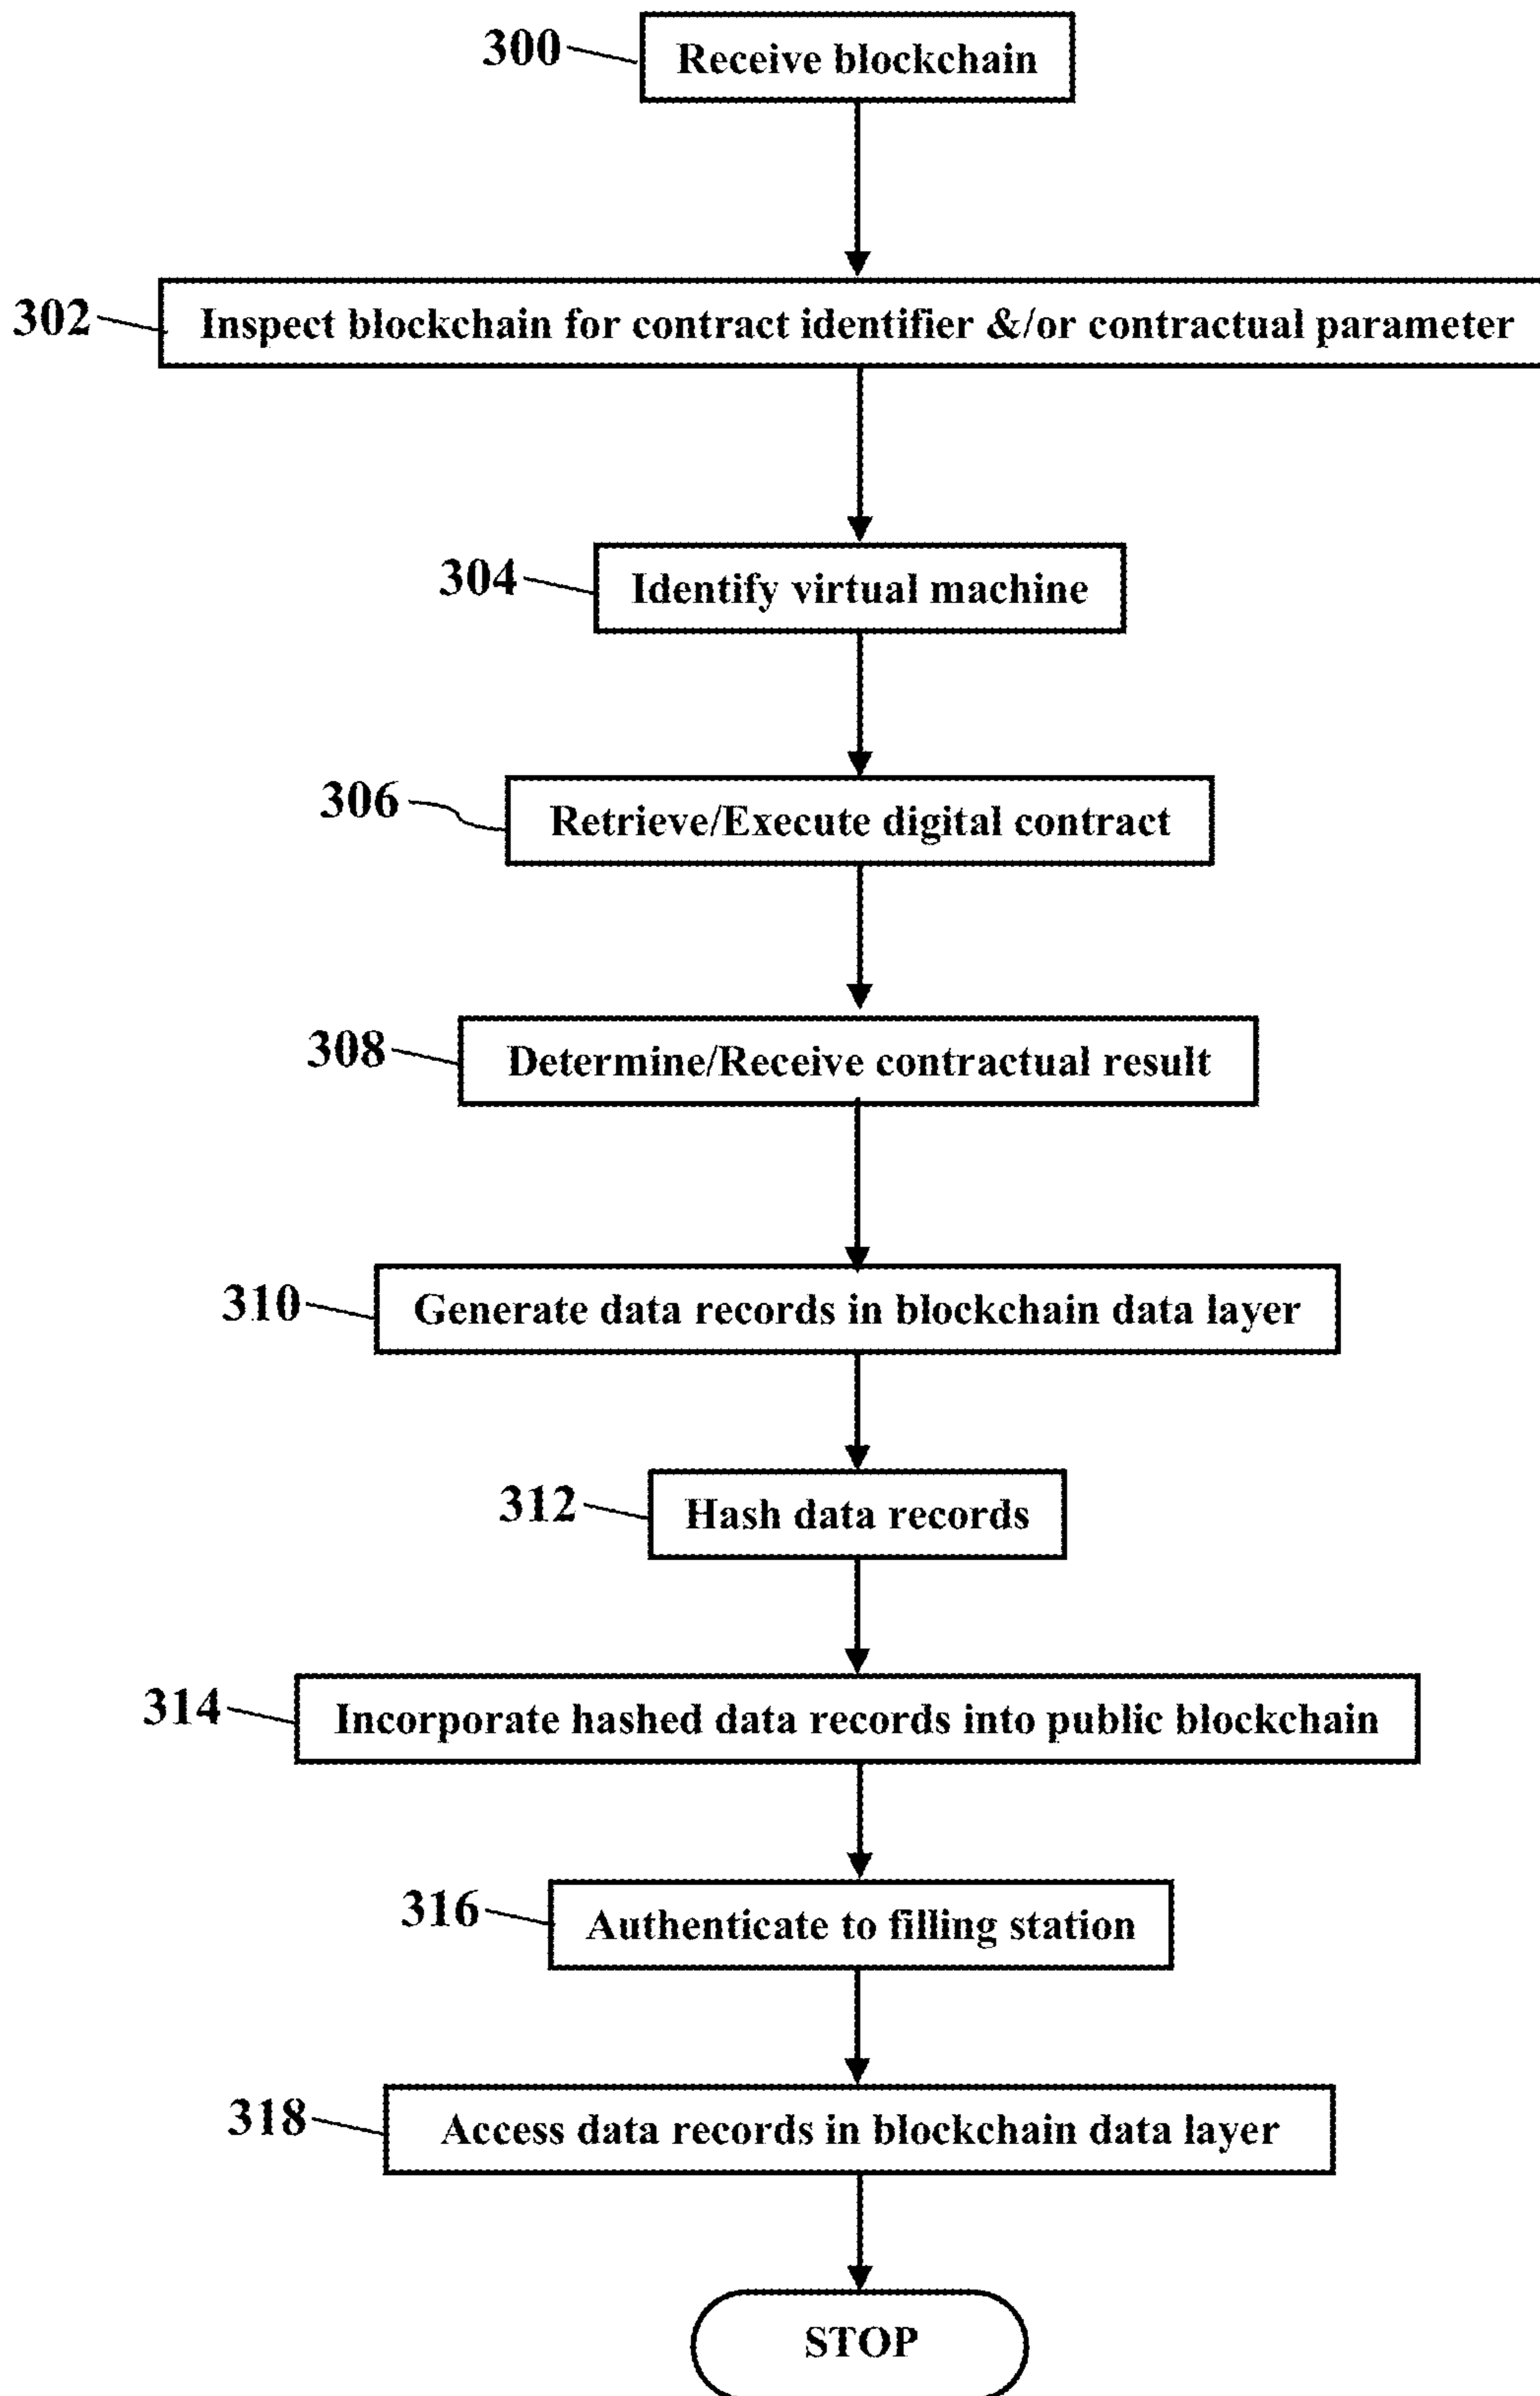 300 Receive blockchain
302 Inspect blockchain for contract identifier &/or contractual parameter
304 Identify virtual machine
306 Retrieve/Execute digital contract
308 Determine/Receive contractual result
310 Generate data records in blockchain data layer
312 Hash data records
314 Incorporate hashed data records into public blockchain
316 Authenticate to filling station
318 Access data records in blockchain data layer
STOP